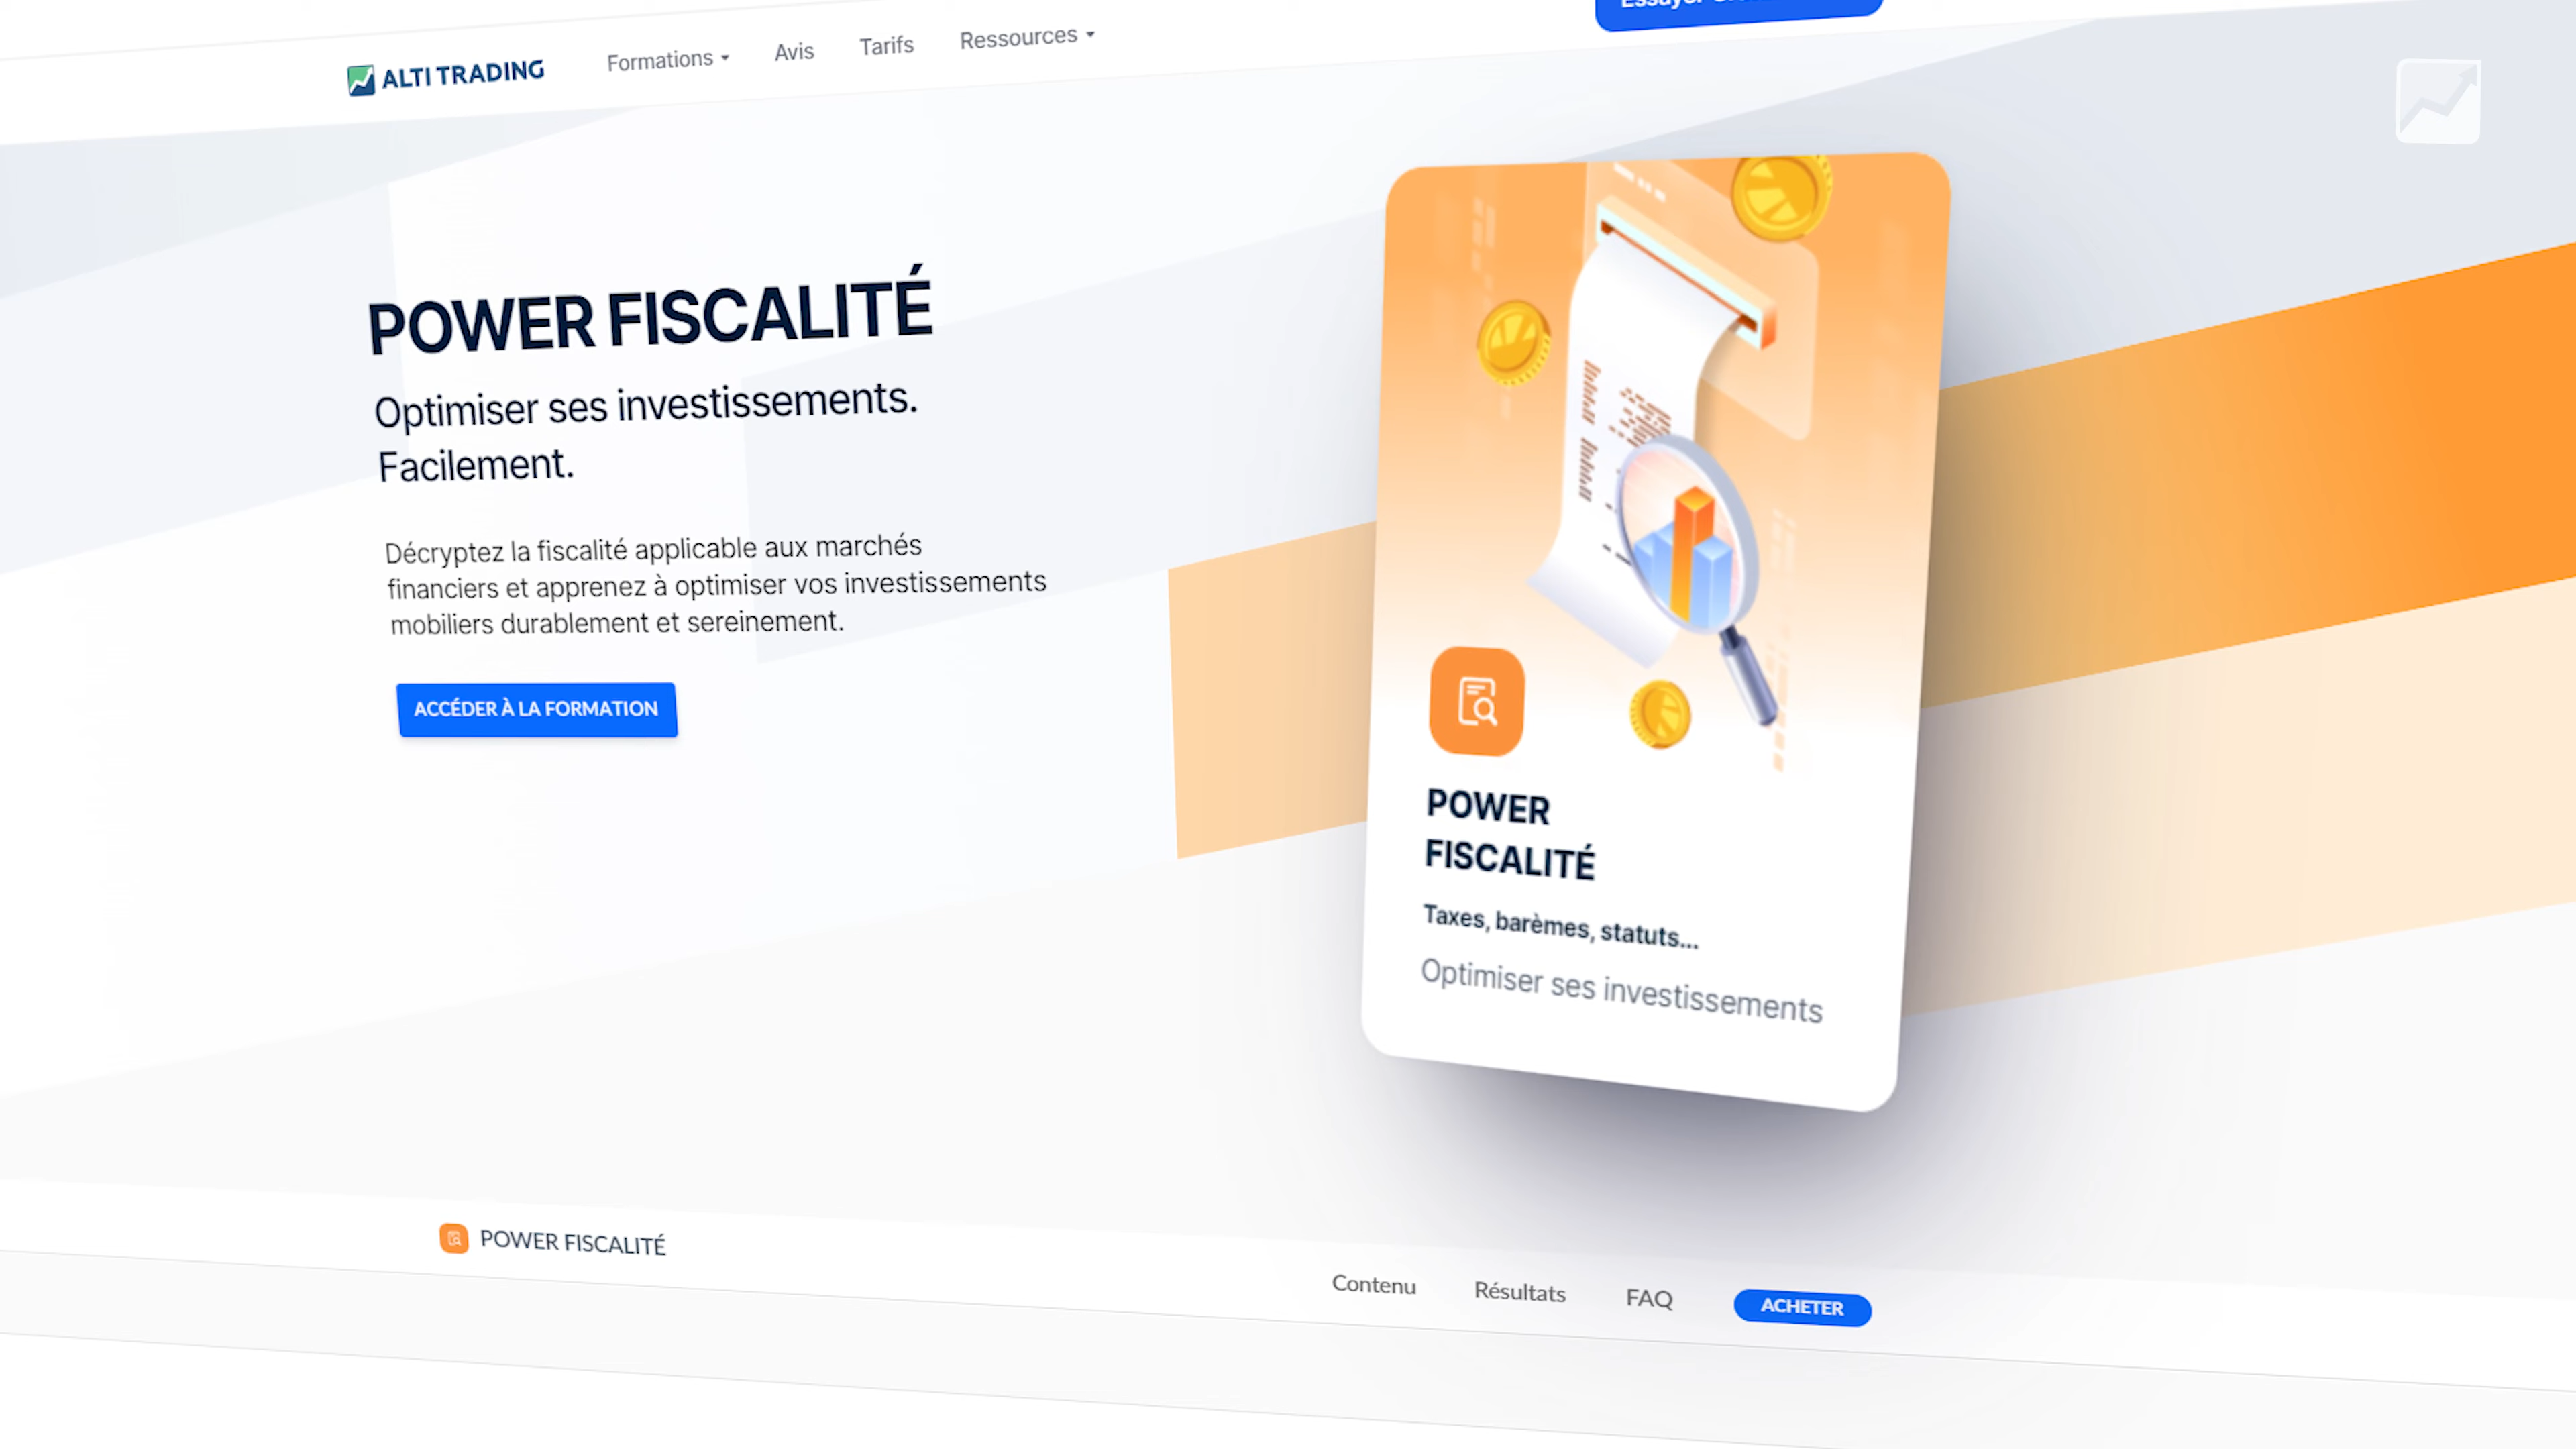 ALTI TRADING
Formations
Avis
Tarifs
Ressources
Essayer
POWER FISCALITÉ
Optimiser ses investissements.
Facilement.
Décryptez la fiscalité applicable aux marchés
financiers et apprenez à optimiser vos investissements
mobiliers durablement et sereinement.
ACCÉDER À LA FORMATION
POWER
FISCALITÉ
Taxes, barèmes, statuts...
Optimiser ses investissements
POWER FISCALITÉ
Contenu
Résultats
FAQ
ACHETER